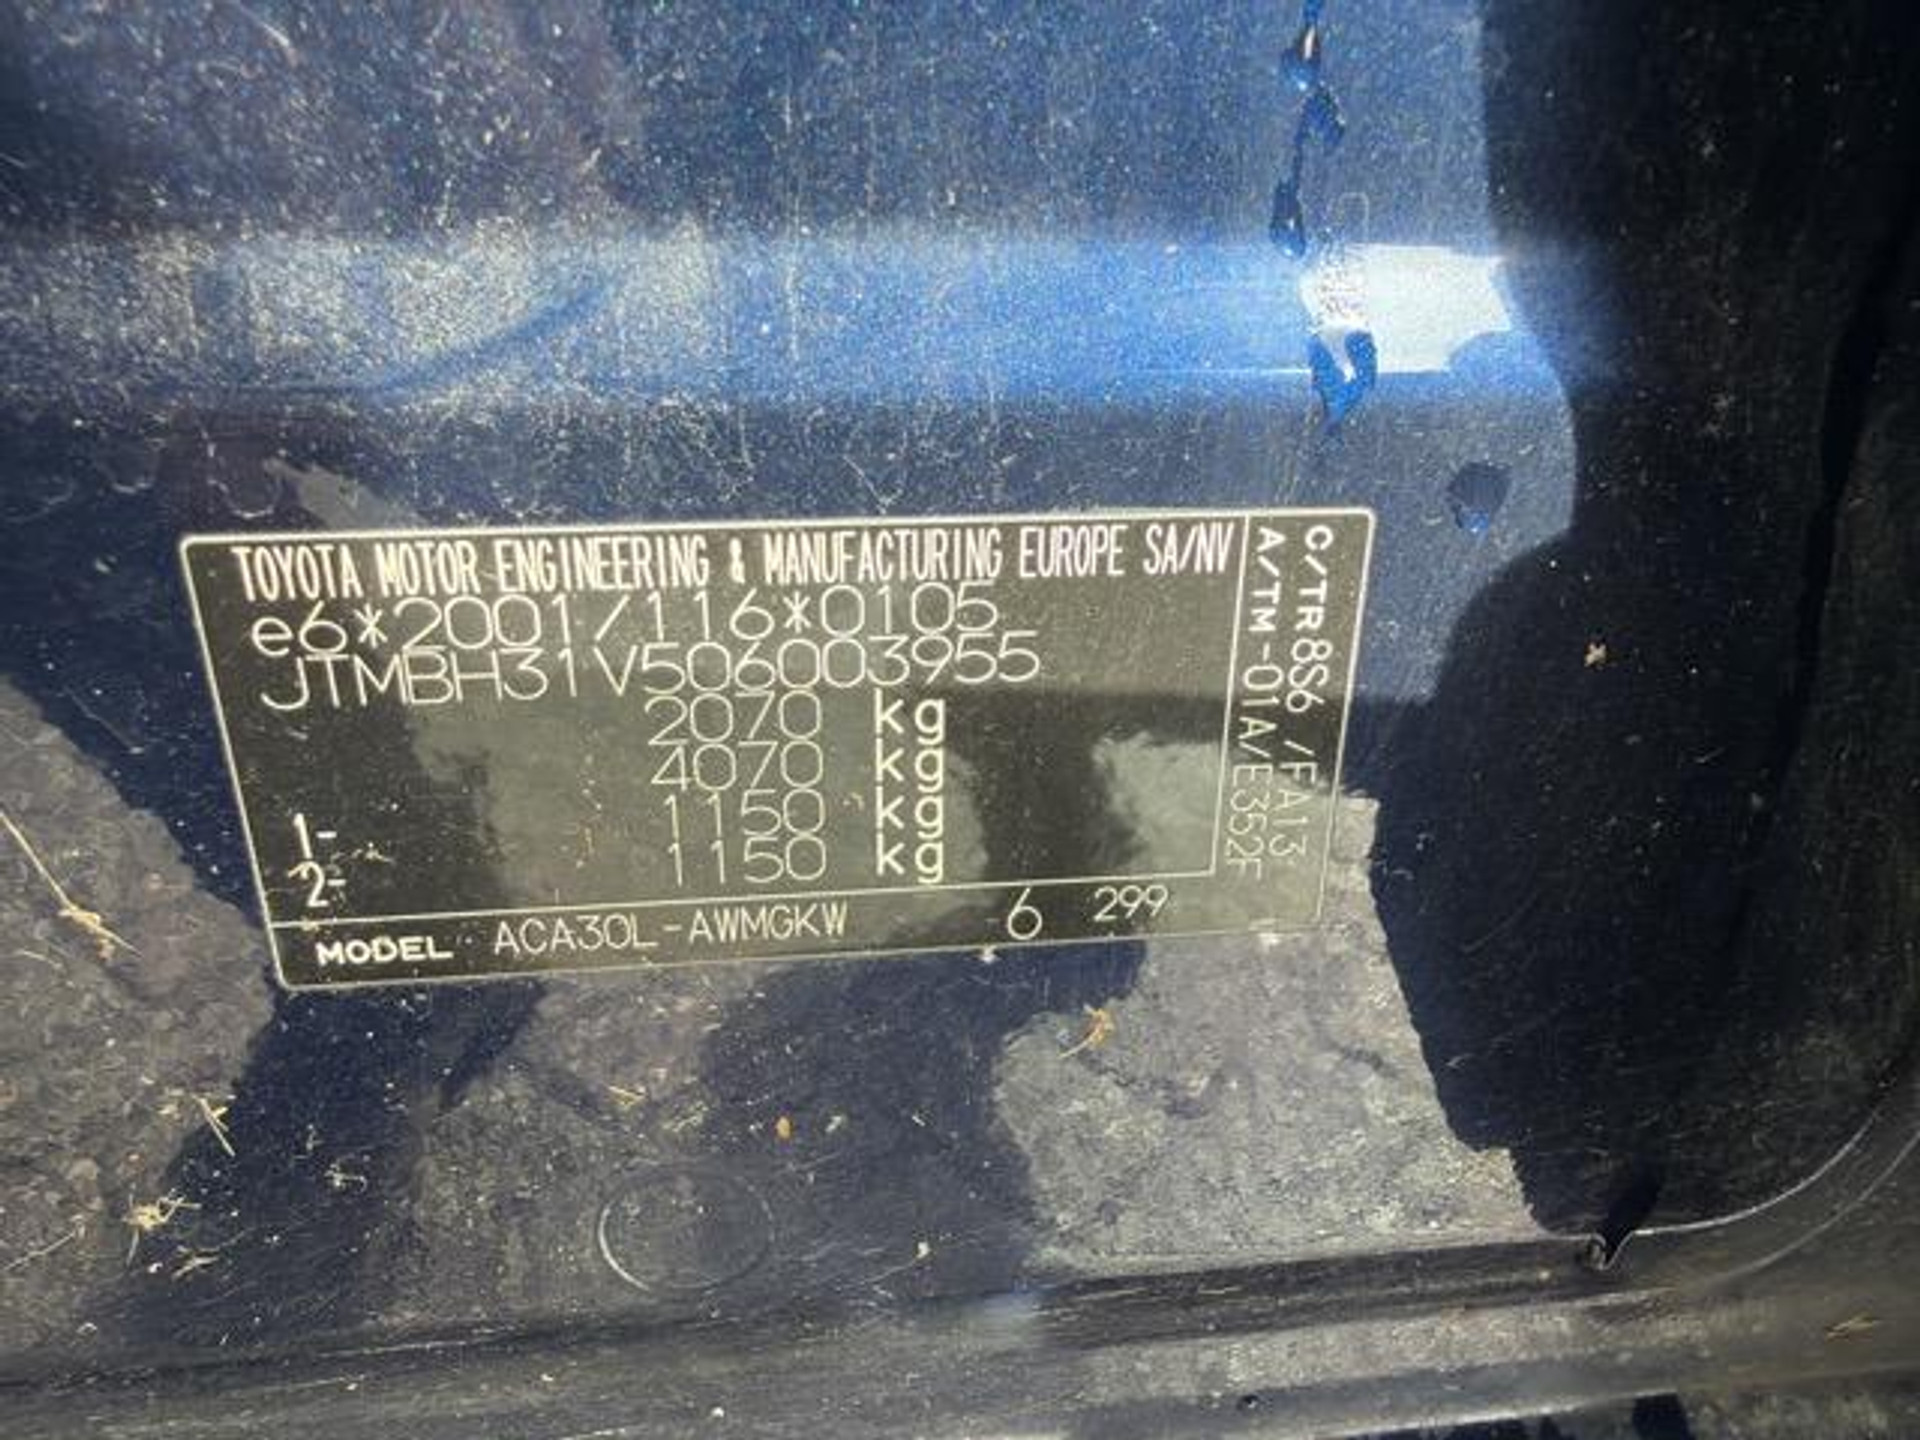 TOYOTA MOTOR ENGINEERING & MANUFACTURING EUROPE SA/NV
e6*2001/116*0105
JTMBH31V506003955
2070 kg
4070 kg
1- 1150 kg
2- 1150 kg
MODEL ACA30L-AWMGKW 6 299
C/TR 8S6 /FA13
A/TM-01A/E352F